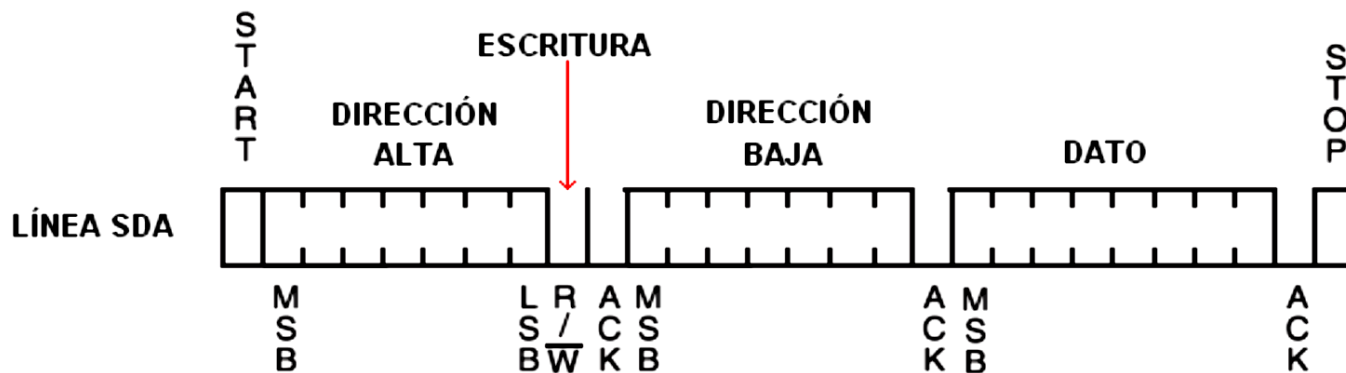 START
ESCRITURA
STOP
DIRECCIÓN
ALTA
DIRECCIÓN
BAJA
DATO
LÍNEA SDA
MSB
LSB
R/W
ACK
MSB
ACK
MSB
ACK